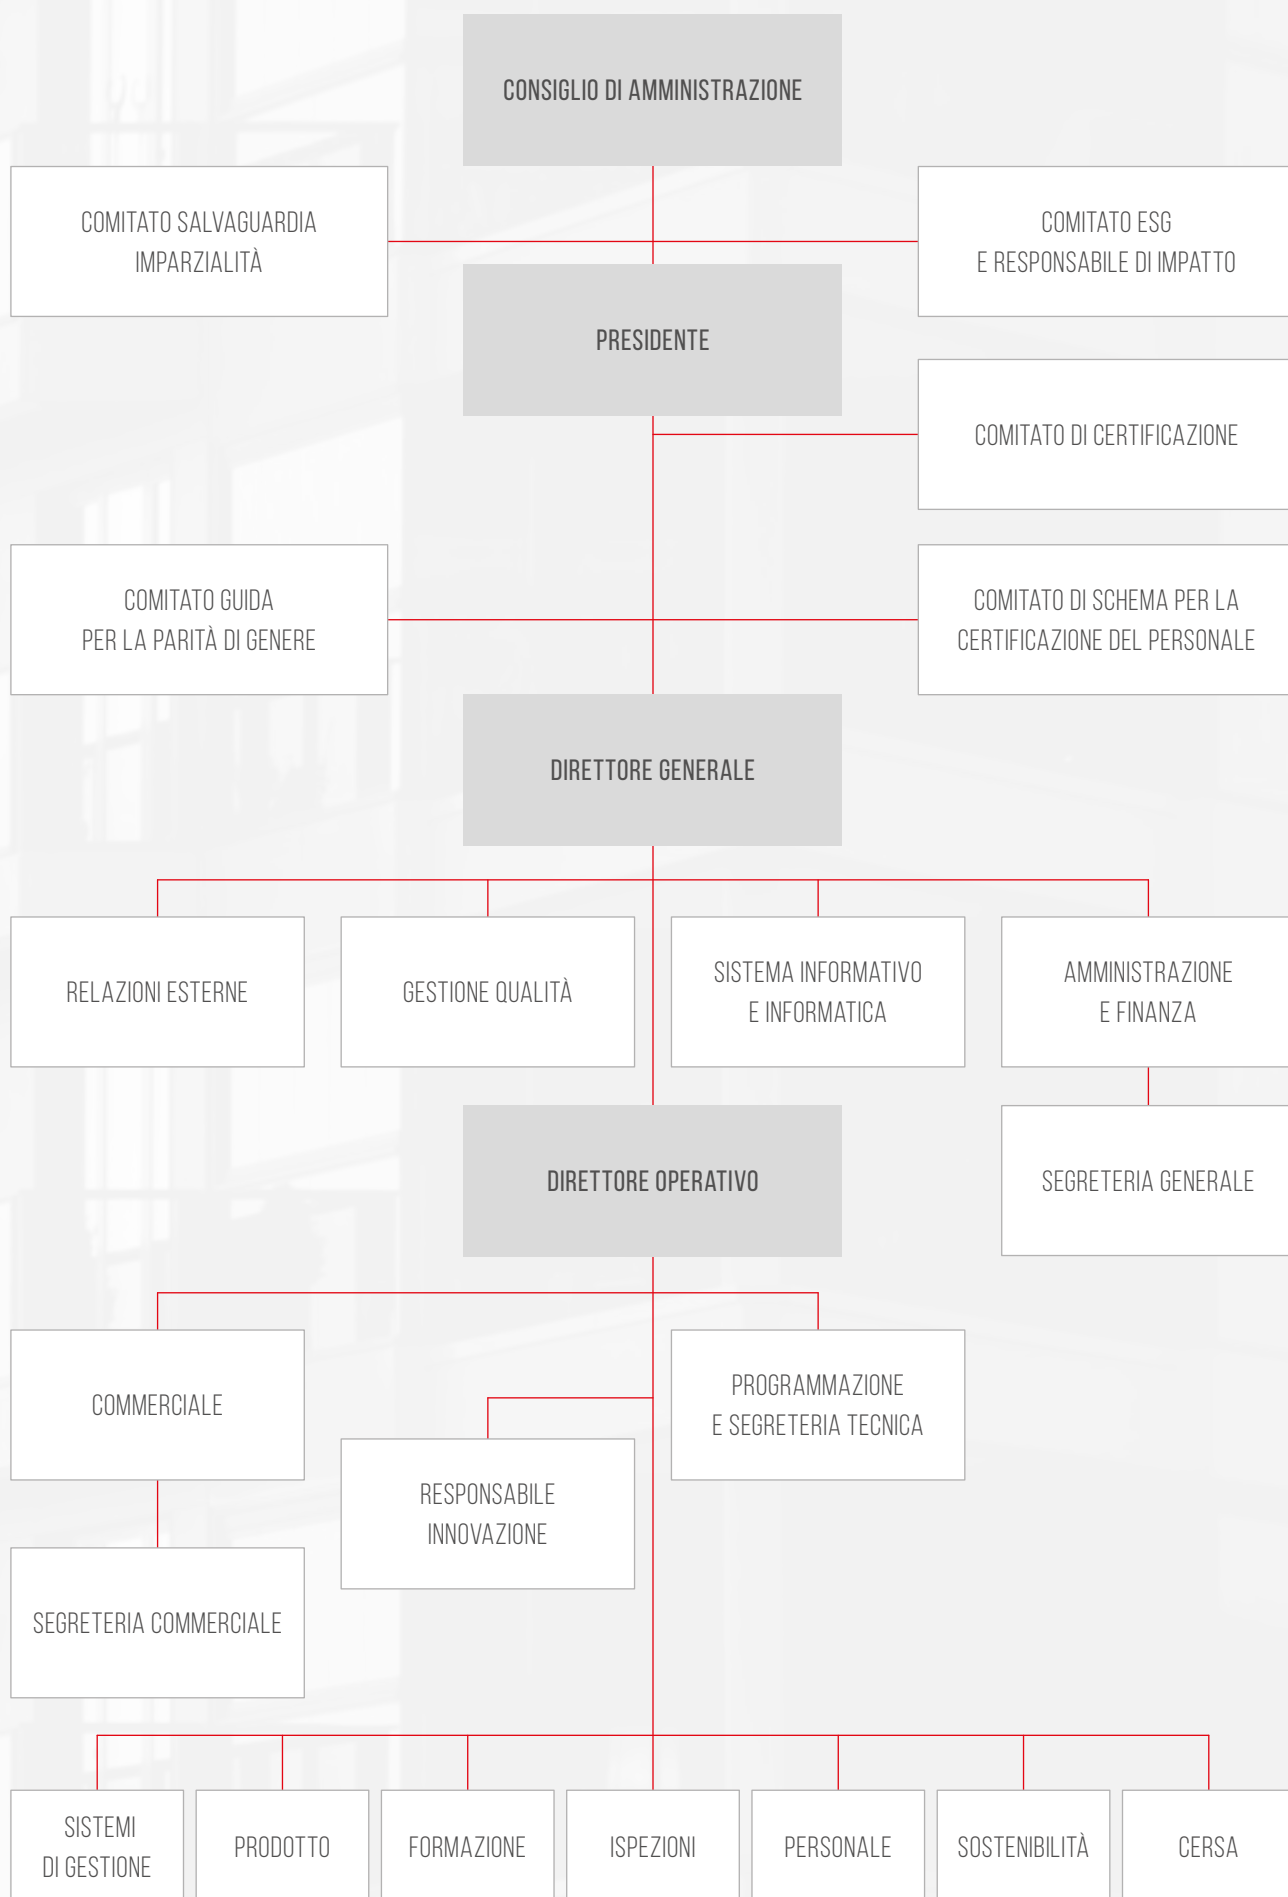 CONSIGLIO DI AMMINISTRAZIONE
COMITATO SALVAGUARDIA
IMPARZIALITÀ
COMITATO ESG
E RESPONSABILE DI IMPATTO
PRESIDENTE
COMITATO DI CERTIFICAZIONE
COMITATO GUIDA
PER LA PARITÀ DI GENERE
COMITATO DI SCHEMA PER LA
CERTIFICAZIONE DEL PERSONALE
DIRETTORE GENERALE
RELAZIONI ESTERNE
GESTIONE QUALITÀ
SISTEMA INFORMATIVO
E INFORMATICA
AMMINISTRAZIONE
E FINANZA
DIRETTORE OPERATIVO
SEGRETERIA GENERALE
COMMERCIALE
PROGRAMMAZIONE
E SEGRETERIA TECNICA
RESPONSABILE
INNOVAZIONE
SEGRETERIA COMMERCIALE
SISTEMI
DI GESTIONE
PRODOTTO
FORMAZIONE
ISPEZIONI
PERSONALE
SOSTENIBILITÀ
CERSA